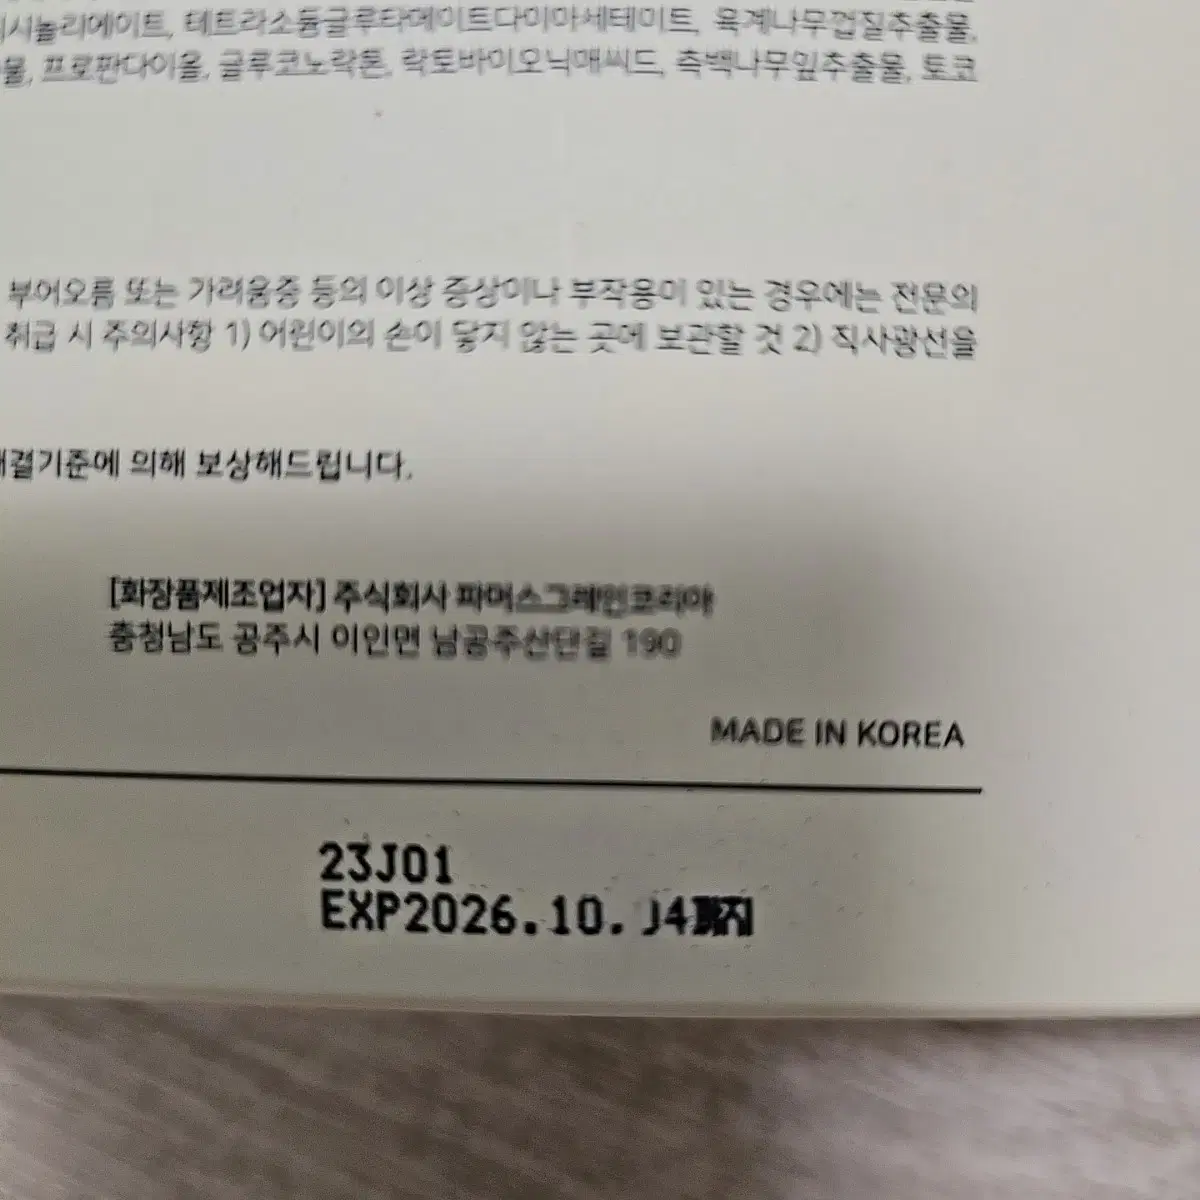 테트라소듐글루타메이트다이아세테이트, 육계나무껍질추출물,
프로판다이올, 글루코노락톤, 락토바이오닉애씨드, 측백나무잎추출물, 토코
부어오름 또는 가려움증 등의 이상 증상이나 부작용이 있는 경우에는 전문의
취급 시 주의사항 1) 어린이의 손이 닿지 않는 곳에 보관할 것 2) 직사광선을
해결기준에 의해 보상해드립니다.
[화장품제조업자] 주식회사 파머스그레인코리아
충청남도 공주시 이인면 남공주산단길 190
MADE IN KOREA
23J01
EXP2026.10.04까지